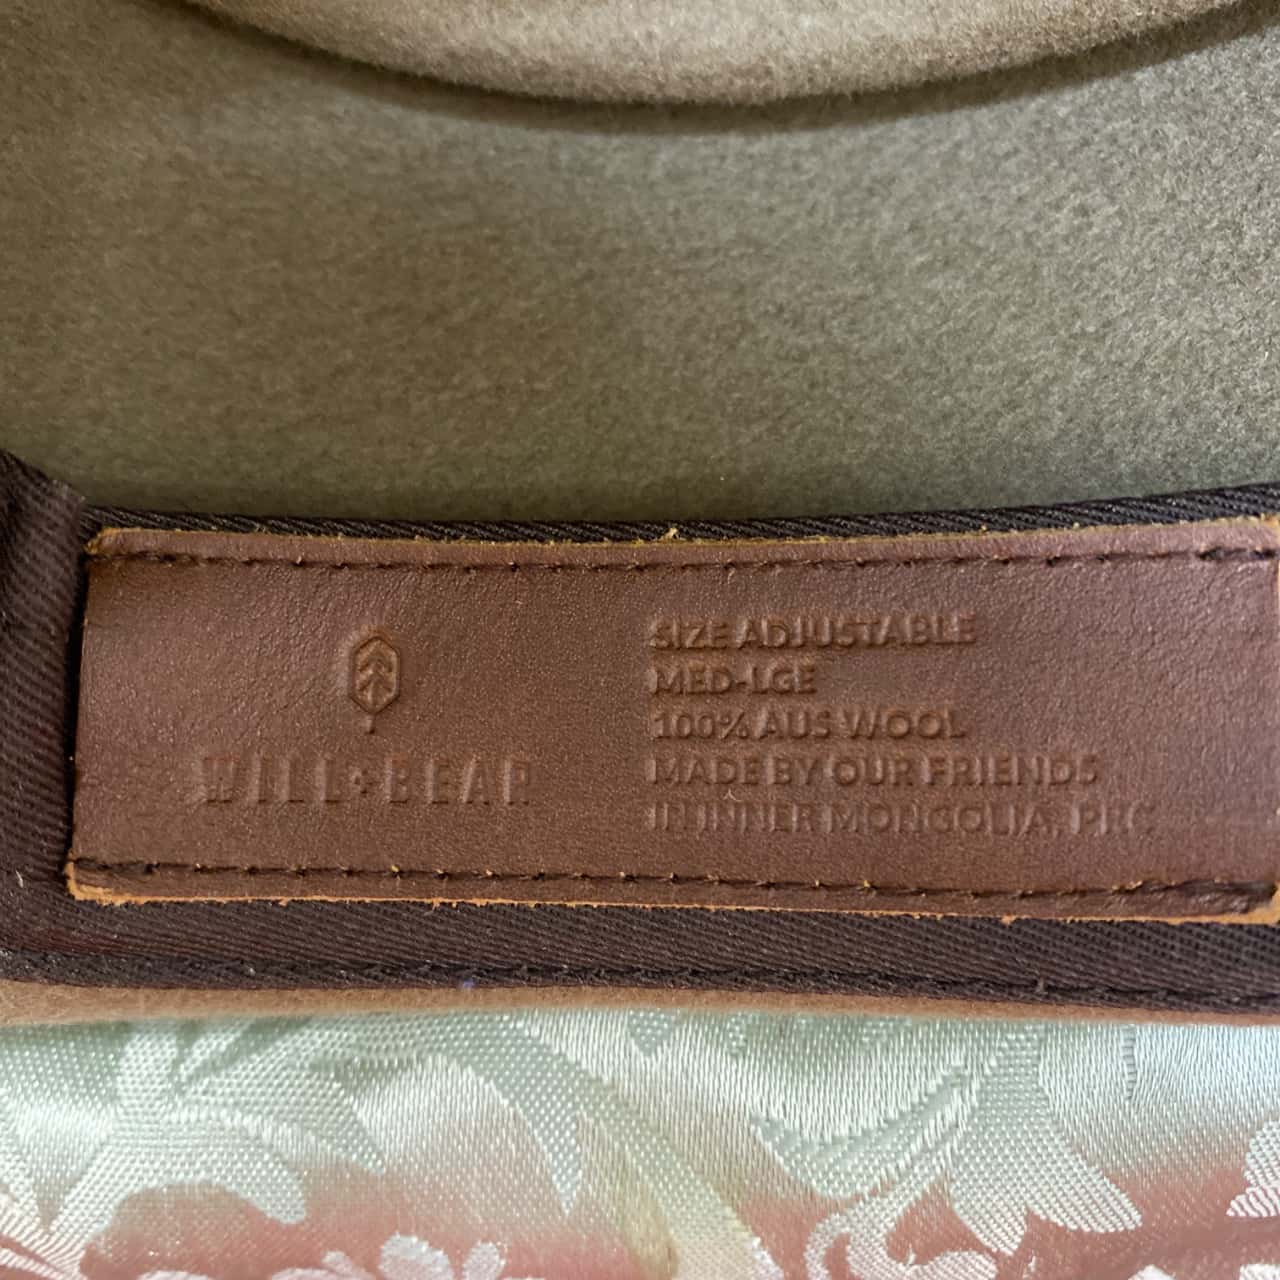 WILL+BEAR
SIZE ADJUSTABLE
MED-LGE
100% AUS WOOL
MADE BY OUR FRIENDS
IN INNER MONGOLIA, PRC